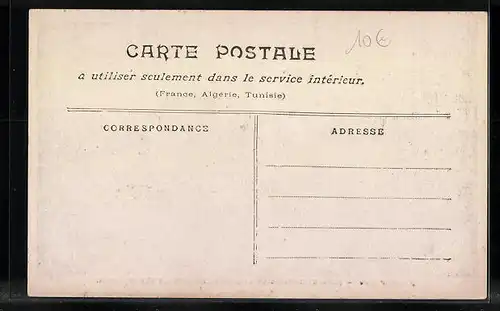 CARTE POSTALE
10€
a utiliser seulement dans le service intérieur.
(France, Algérie, Tunisie)
CORRESPONDANCE
ADRESSE